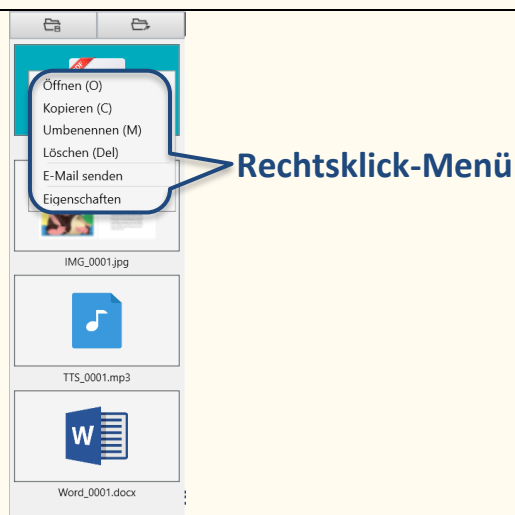 Öffnen (O)
Kopieren (C)
Umbenennen (M)
Löschen (Del)
E-Mail senden
Eigenschaften
Rechtsklick-Menü
IMG_0001.jpg
TTS_0001.mp3
W
Word_0001.docx